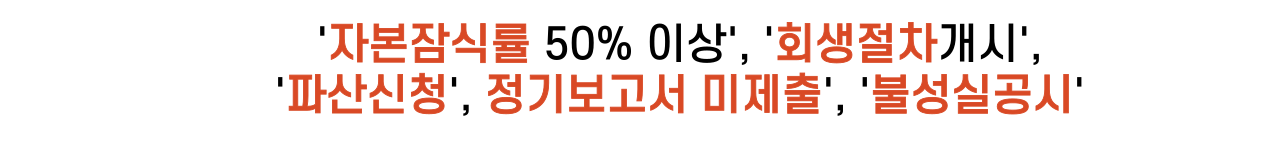 '자본잠식률 50% 이상', '회생절차개시',
'파산신청', 정기보고서 미제출', '불성실공시'